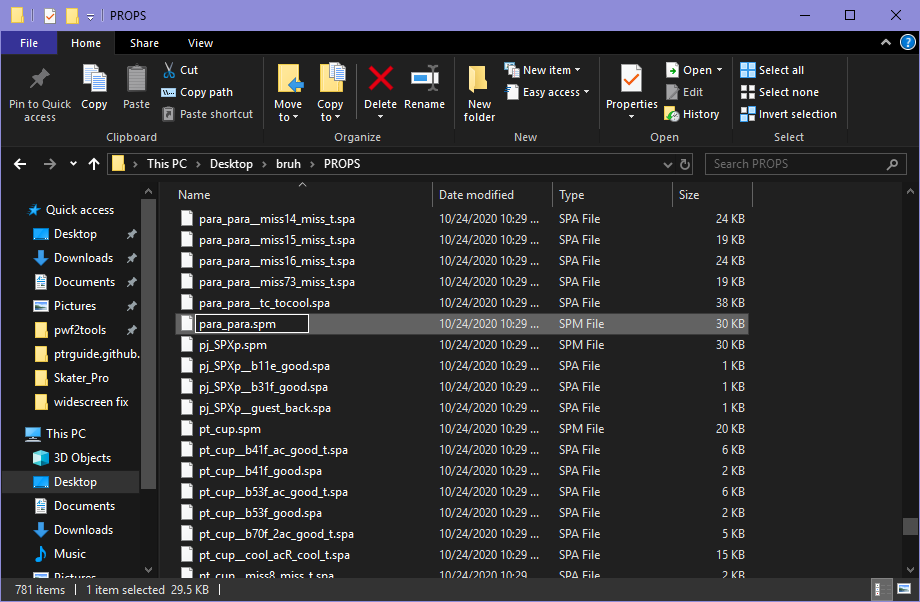 PROPS
File Home Share View
Pin to Quick access
Copy
Paste
Cut
Copy path
Paste shortcut
Clipboard
Move to
Copy to
Delete
Rename
Organize
New folder
New item
Easy access
New
Properties
Open
Edit
History
Open
Select all
Select none
Invert selection
Select
This PC > Desktop > bruh > PROPS
Search PROPS
Quick access
Desktop
Downloads
Documents
Pictures
pwf2tools
ptrguide.github.
Skater_Pro
widescreen fix
This PC
3D Objects
Desktop
Documents
Downloads
Music
Pictures
Name Date modified Type Size
para_para__miss14_miss_t.spa 10/24/2020 10:29 ... SPA File 24 KB
para_para__miss15_miss_t.spa 10/24/2020 10:29 ... SPA File 19 KB
para_para__miss16_miss_t.spa 10/24/2020 10:29 ... SPA File 24 KB
para_para__miss73_miss_t.spa 10/24/2020 10:29 ... SPA File 19 KB
para_para__tc_tocool.spa 10/24/2020 10:29 ... SPA File 38 KB
para_para.spm 10/24/2020 10:29 ... SPM File 30 KB
pj_SPXp.spm 10/24/2020 10:29 ... SPM File 30 KB
pj_SPXp__b11e_good.spa 10/24/2020 10:29 ... SPA File 1 KB
pj_SPXp__b31f_good.spa 10/24/2020 10:29 ... SPA File 1 KB
pj_SPXp__guest_back.spa 10/24/2020 10:29 ... SPA File 1 KB
pt_cup.spm 10/24/2020 10:29 ... SPM File 20 KB
pt_cup__b41f_ac_good_t.spa 10/24/2020 10:29 ... SPA File 6 KB
pt_cup__b41f_good.spa 10/24/2020 10:29 ... SPA File 2 KB
pt_cup__b53f_ac_good_t.spa 10/24/2020 10:29 ... SPA File 6 KB
pt_cup__b53f_good.spa 10/24/2020 10:29 ... SPA File 2 KB
pt_cup__b70f_2ac_good_t.spa 10/24/2020 10:29 ... SPA File 5 KB
pt_cup__cool_acR_cool_t.spa 10/24/2020 10:29 ... SPA File 15 KB
pt_cup__miss8_miss_t.spa 10/24/2020 10:29 ... SPA File 2 KB
781 items 1 item selected 29.5 KB